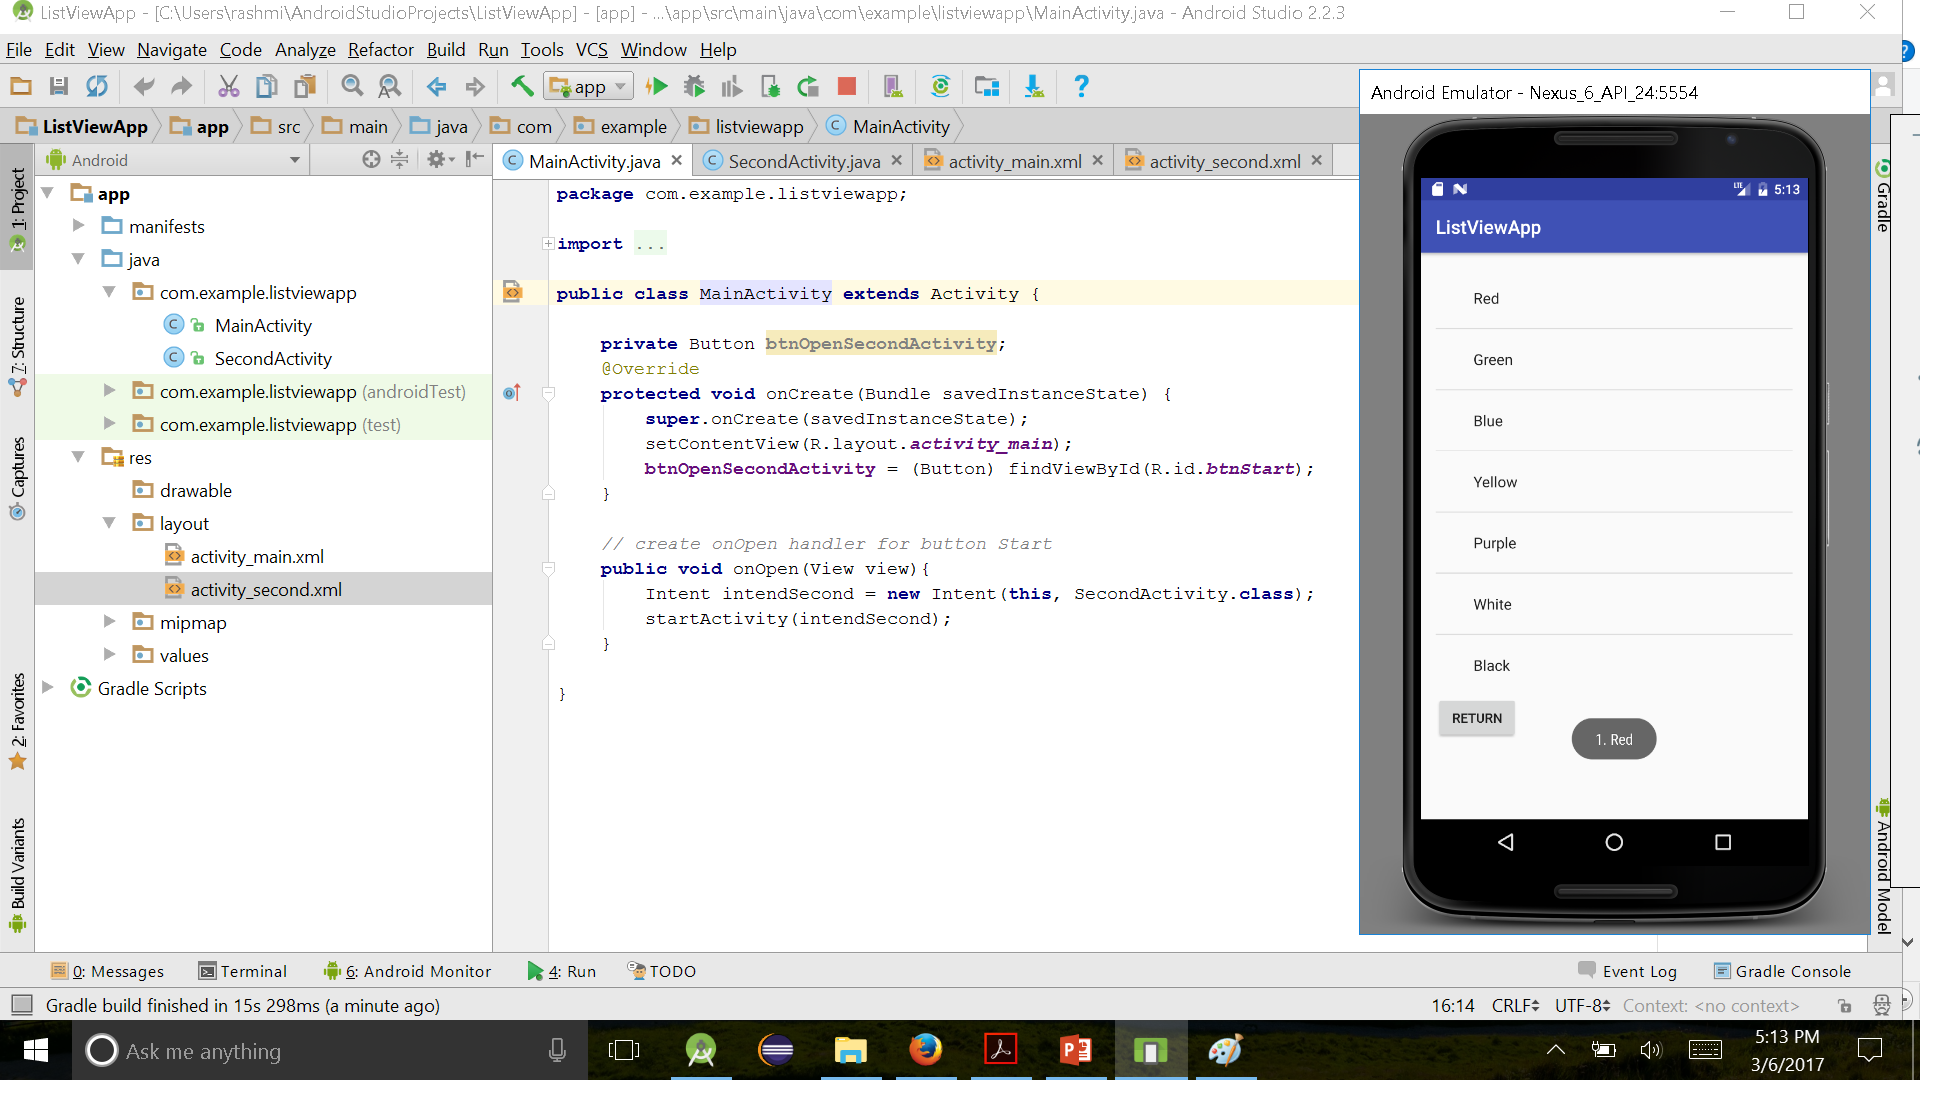 ListViewApp - [C:\Users\rashmi\AndroidStudioProjects\ListViewApp] - [app] - ...\app\src\main\java\com\example\listviewapp\MainActivity.java - Android Studio 2.2.3
File Edit View Navigate Code Analyze Refactor Build Run Tools VCS Window Help
app
ListViewApp app src main java com example listviewapp MainActivity
Android
MainActivity.java SecondActivity.java activity_main.xml activity_second.xml
1: Project
7: Structure
Captures
2: Favorites
Build Variants
app
manifests
java
com.example.listviewapp
MainActivity
SecondActivity
com.example.listviewapp (androidTest)
com.example.listviewapp (test)
res
drawable
layout
activity_main.xml
activity_second.xml
mipmap
values
Gradle Scripts
package com.example.listviewapp;
import ...
public class MainActivity extends Activity {
private Button btnOpenSecondActivity;
@Override
protected void onCreate(Bundle savedInstanceState) {
super.onCreate(savedInstanceState);
setContentView(R.layout.activity_main);
btnOpenSecondActivity = (Button) findViewById(R.id.btnStart);
}
// create onOpen handler for button Start
public void onOpen(View view){
Intent intendSecond = new Intent(this, SecondActivity.class);
startActivity(intendSecond);
}
}
Android Emulator - Nexus_6_API_24:5554
LTE 5:13
ListViewApp
Red
Green
Blue
Yellow
Purple
White
Black
RETURN
1. Red
Gradle
Android Model
0: Messages Terminal 6: Android Monitor 4: Run TODO Event Log Gradle Console
Gradle build finished in 15s 298ms (a minute ago) 16:14 CRLF UTF-8 Context: <no context>
Ask me anything
5:13 PM
3/6/2017